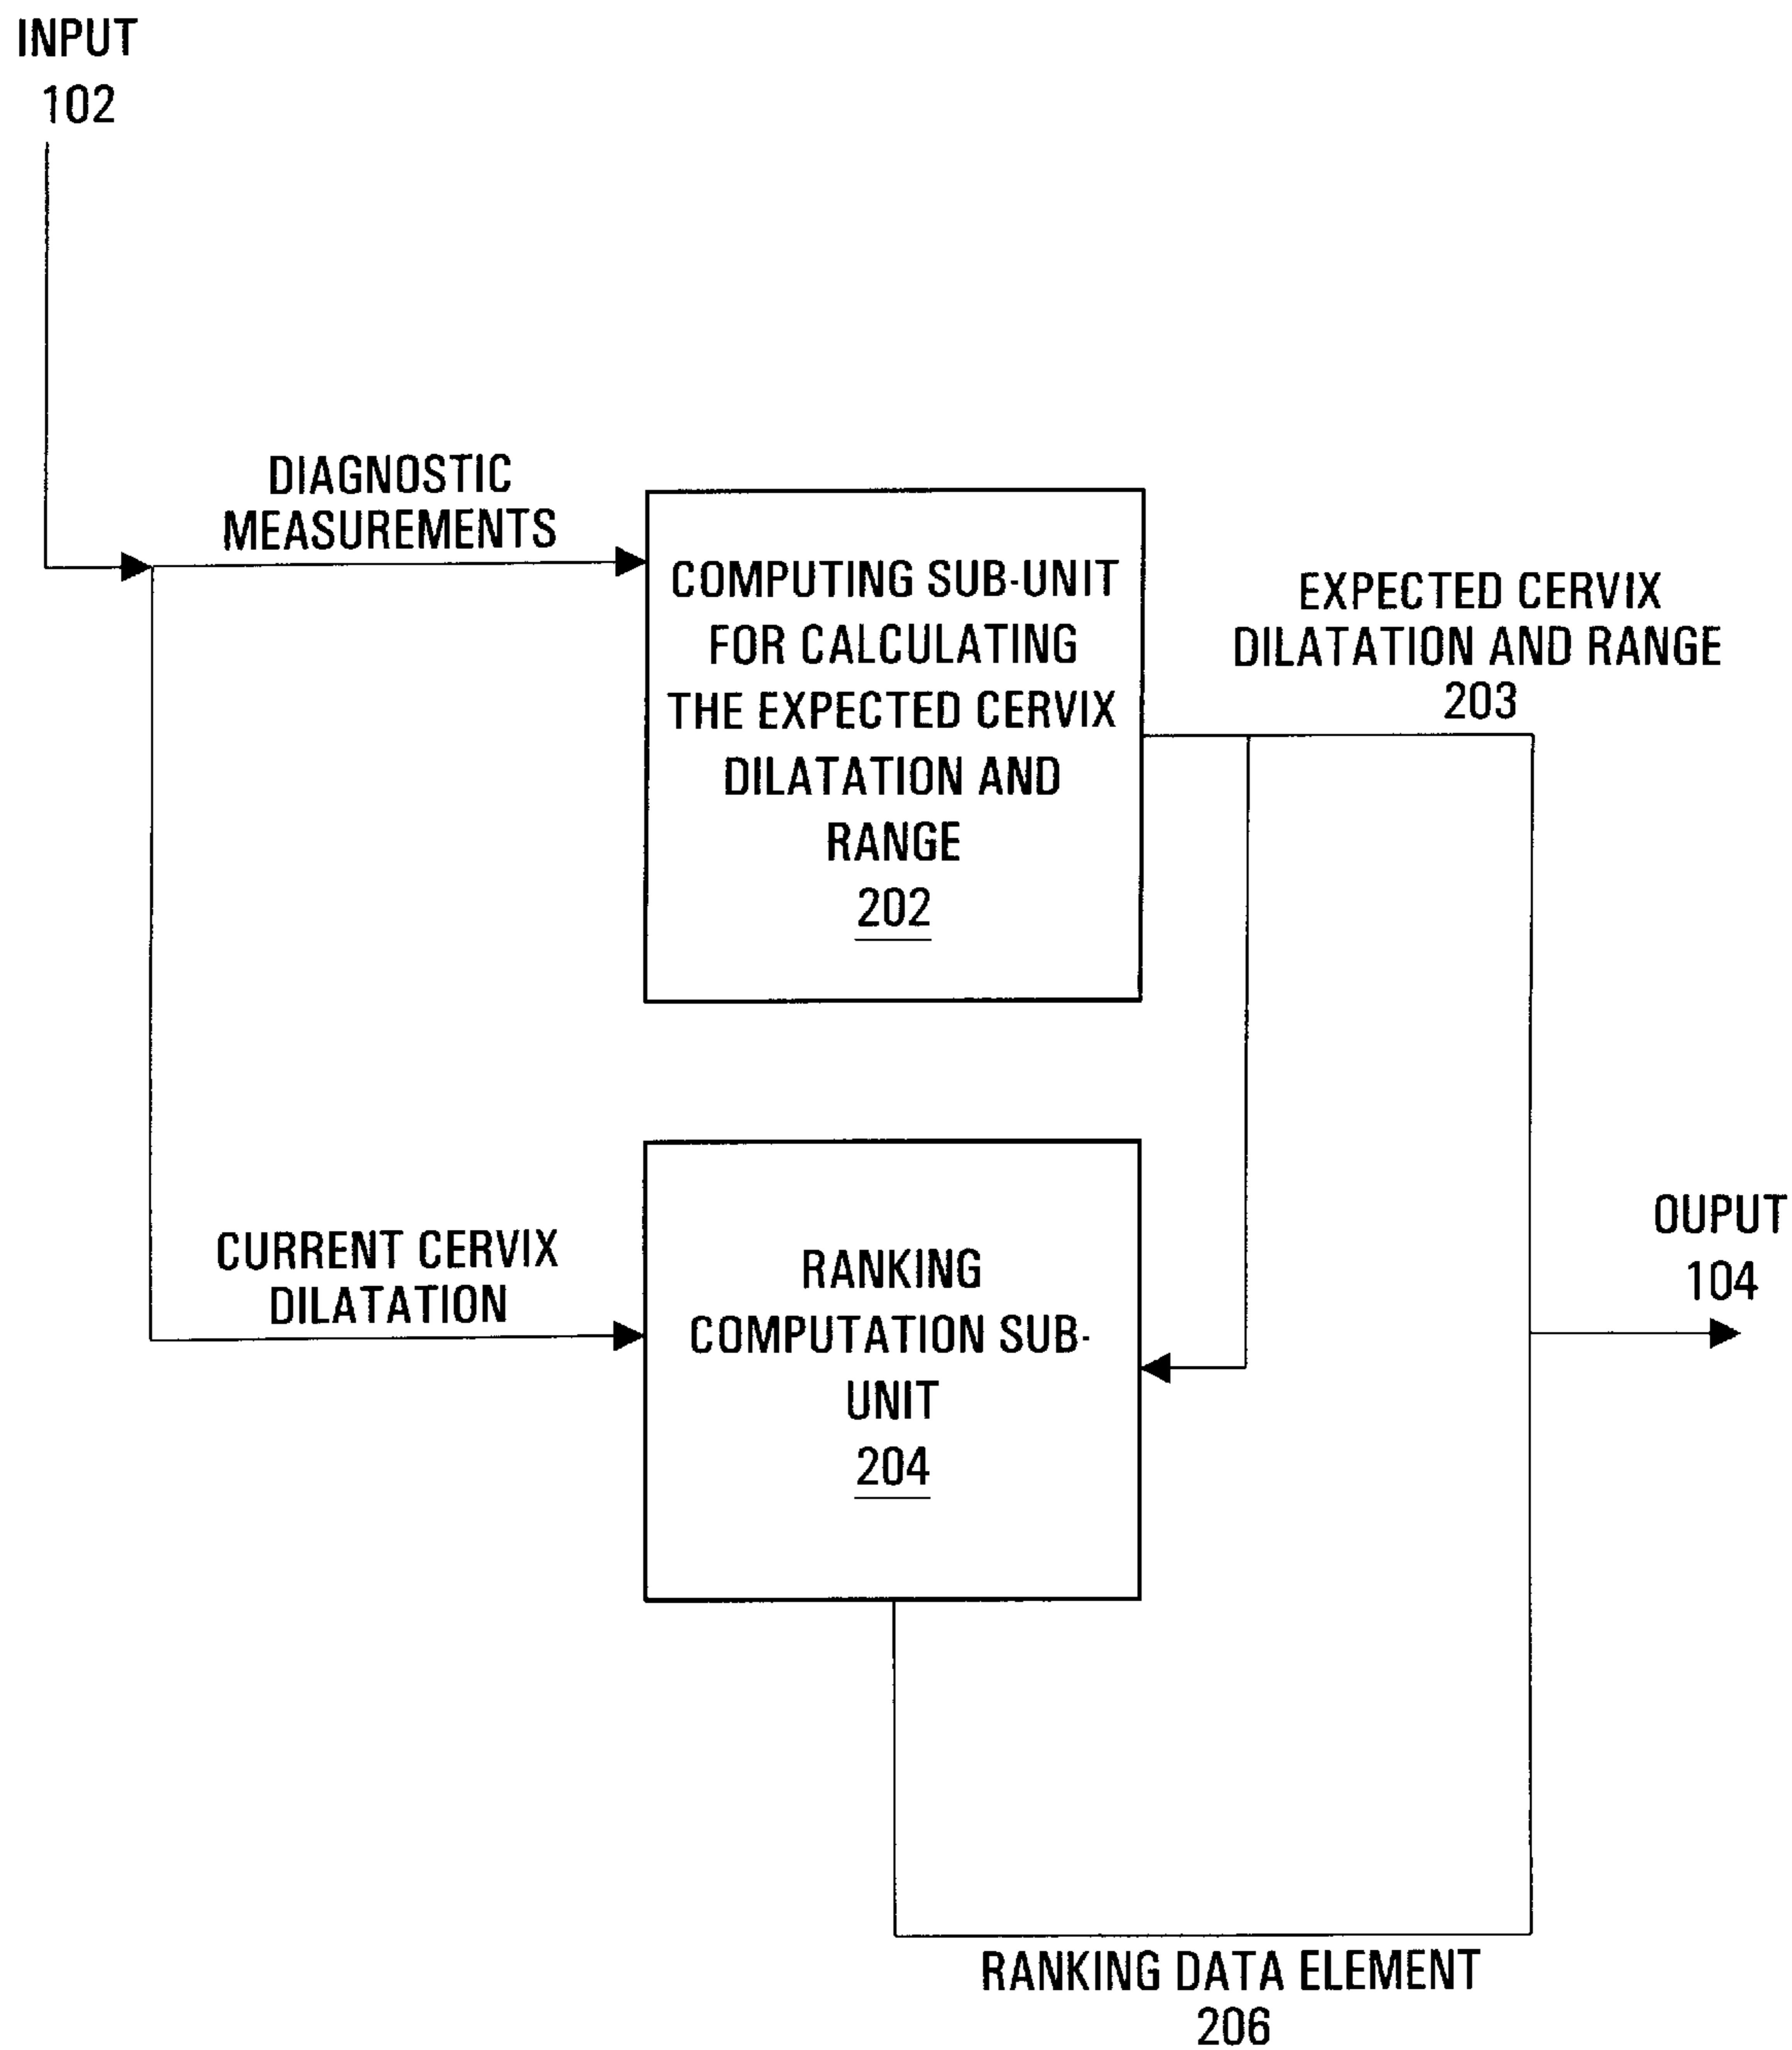 INPUT
102
DIAGNOSTIC
MEASUREMENTS
COMPUTING SUB-UNIT
FOR CALCULATING
THE EXPECTED CERVIX
DILATATION AND
RANGE
202
EXPECTED CERVIX
DILATATION AND RANGE
203
CURRENT CERVIX
DILATATION
RANKING
COMPUTATION SUB-
UNIT
204
OUPUT
104
RANKING DATA ELEMENT
206